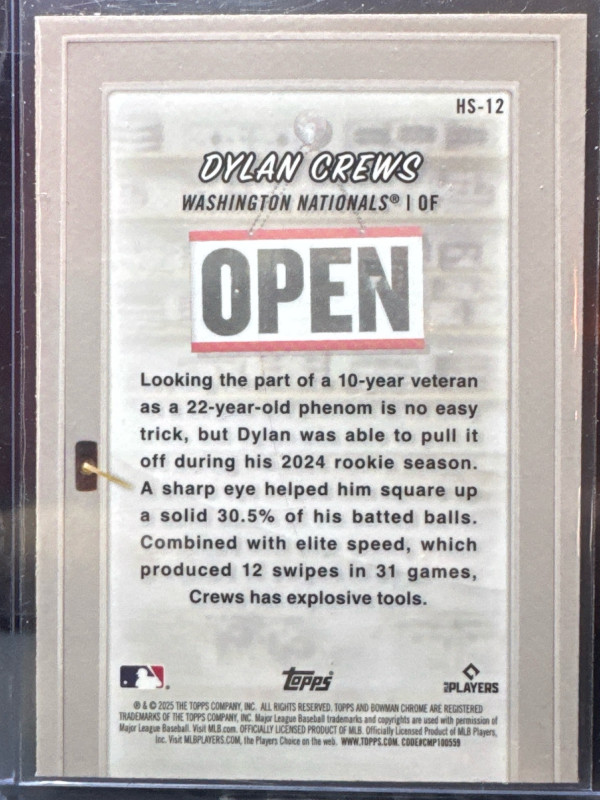 HS-12
DYLAN CREWS
WASHINGTON NATIONALS® | OF
OPEN
Looking the part of a 10-year veteran
as a 22-year-old phenom is no easy
trick, but Dylan was able to pull it
off during his 2024 rookie season.
A sharp eye helped him square up
a solid 30.5% of his batted balls.
Combined with elite speed, which
produced 12 swipes in 31 games,
Crews has explosive tools.
topps
PLAYERS
® & © 2025 THE TOPPS COMPANY, INC. ALL RIGHTS RESERVED. TOPPS AND BOWMAN CHROME ARE REGISTERED
TRADEMARKS OF THE TOPPS COMPANY, INC. Major League Baseball trademarks and copyrights are used with permission of
Major League Baseball. Visit MLB.com. OFFICIALLY LICENSED PRODUCT OF MLB. Officially Licensed Product of MLB Players,
Inc. Visit MLBPLAYERS.COM, the Players Choice on the web. WWW.TOPPS.COM. CODE#CMP100559